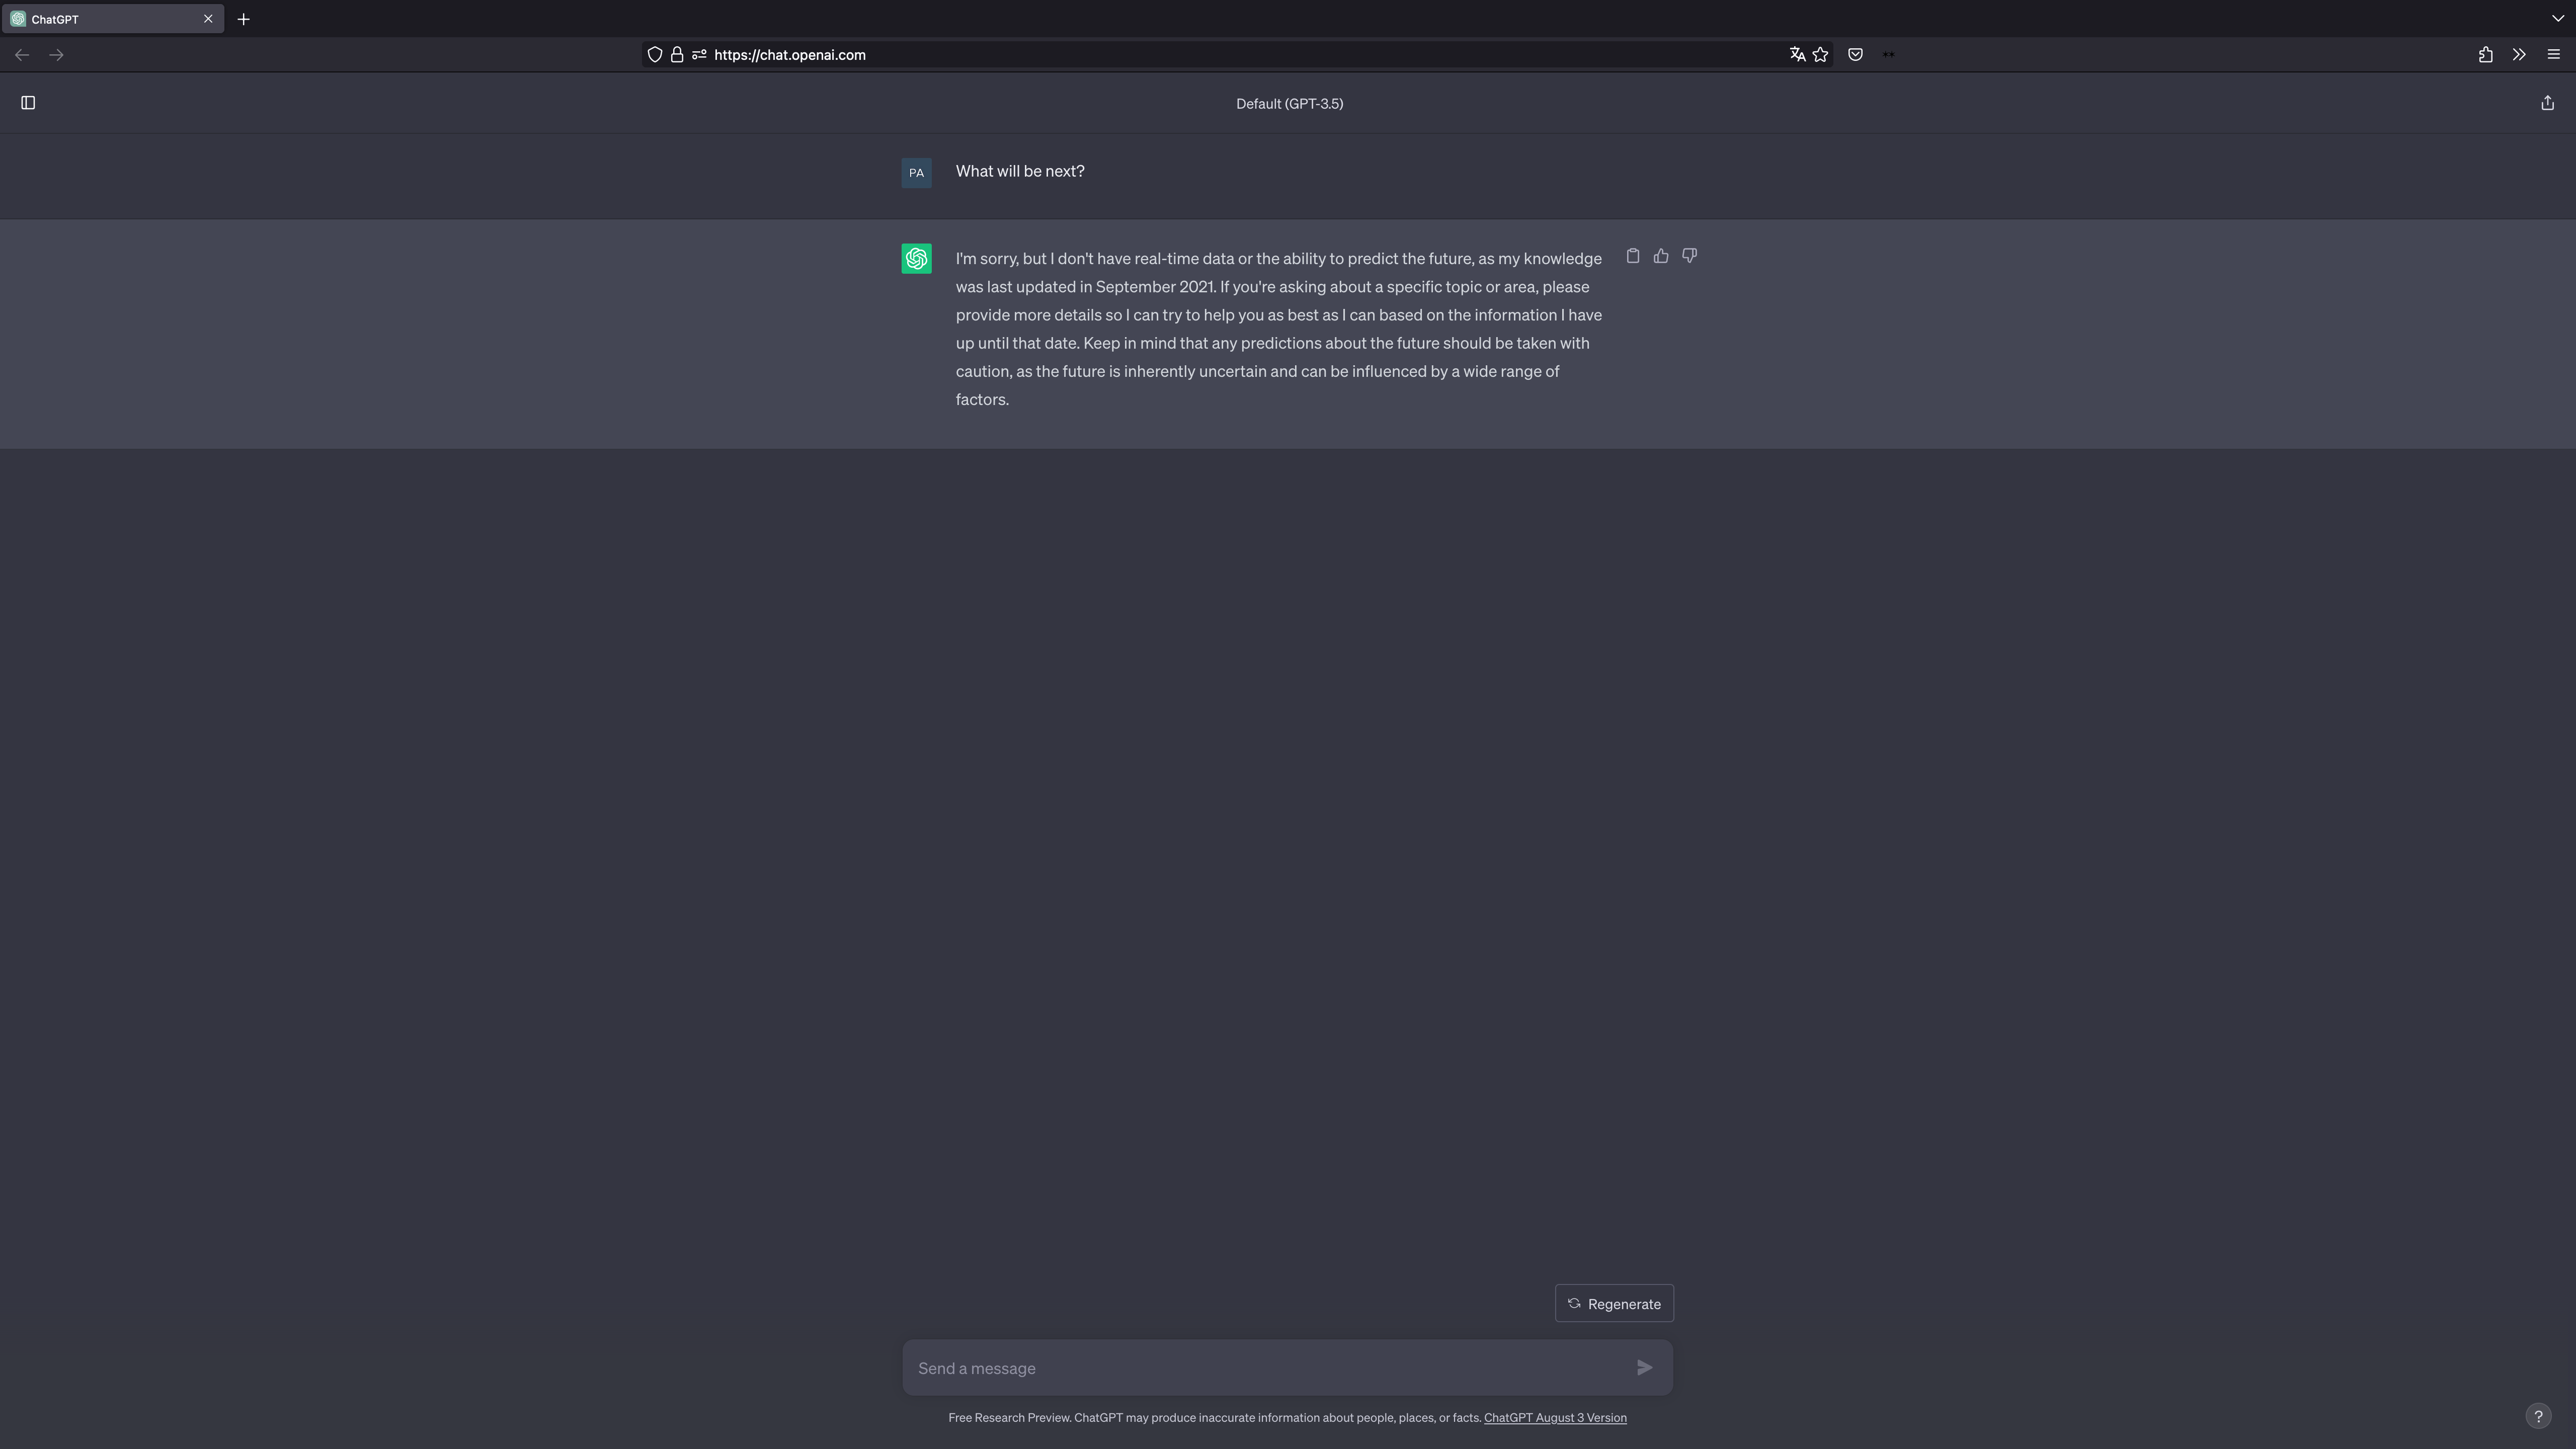 ChatGPT
https://chat.openai.com
Default (GPT-3.5)
PA
What will be next?
I'm sorry, but I don't have real-time data or the ability to predict the future, as my knowledge
was last updated in September 2021. If you're asking about a specific topic or area, please
provide more details so I can try to help you as best as I can based on the information I have
up until that date. Keep in mind that any predictions about the future should be taken with
caution, as the future is inherently uncertain and can be influenced by a wide range of
factors.
Regenerate
Send a message
Free Research Preview. ChatGPT may produce inaccurate information about people, places, or facts. ChatGPT August 3 Version
?